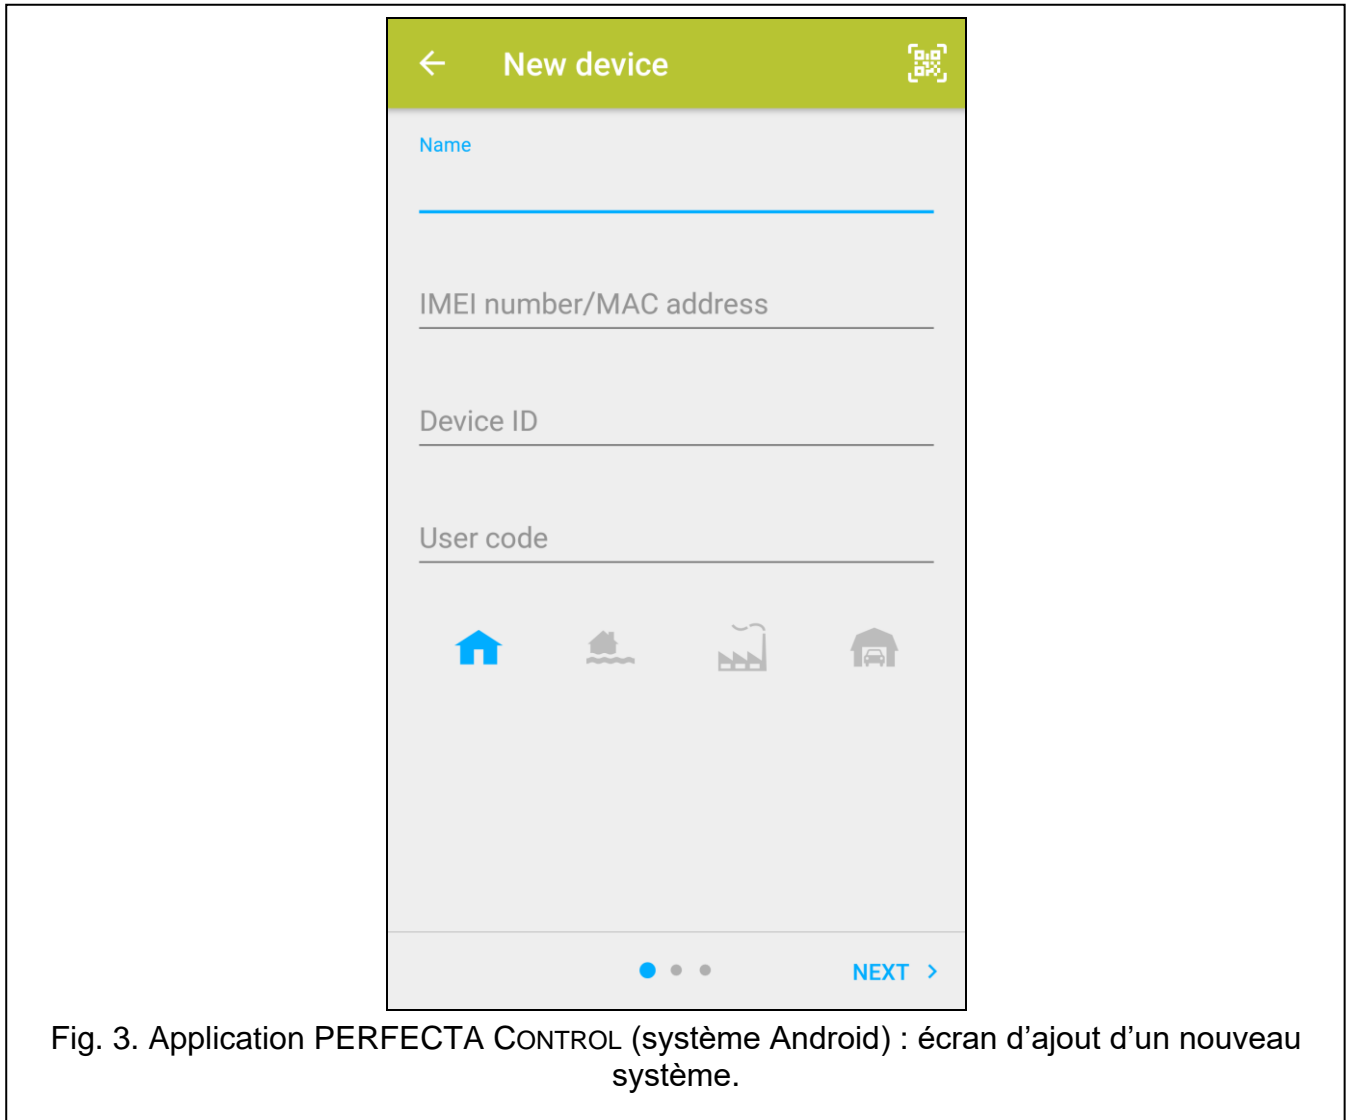 New device
Name
IMEI number/MAC address
Device ID
User code
NEXT
Fig. 3. Application PERFECTA CONTROL (système Android) : écran d’ajout d’un nouveau
système.